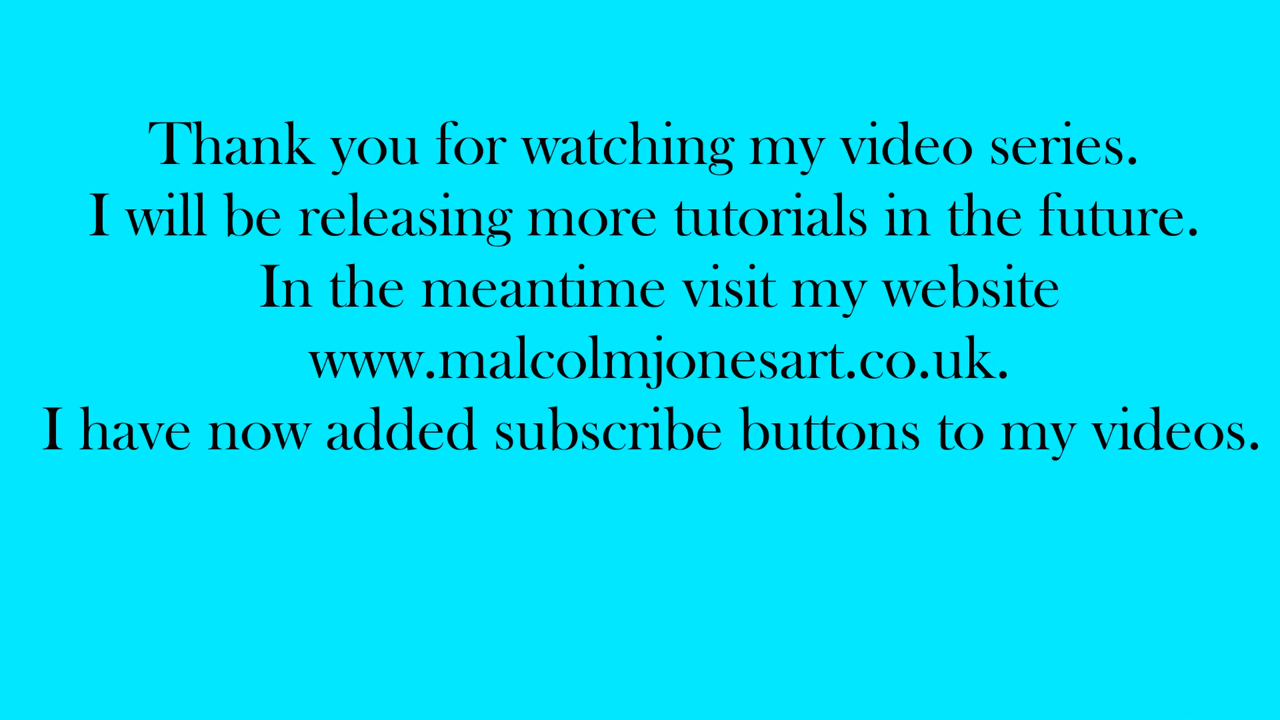 Thank you for watching my video series.
I will be releasing more tutorials in the future.
In the meantime visit my website
www.malcolmjonesart.co.uk.
I have now added subscribe buttons to my videos.